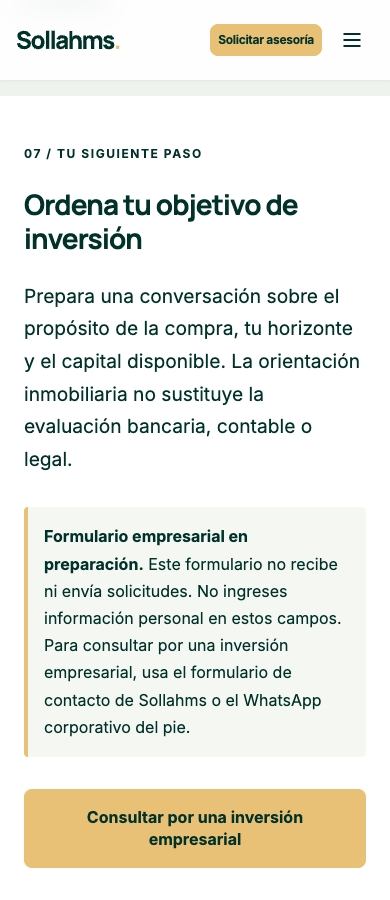 Sollahms.
Solicitar asesoría
07 / TU SIGUIENTE PASO
Ordena tu objetivo de
inversión
Prepara una conversación sobre el
propósito de la compra, tu horizonte
y el capital disponible. La orientación
inmobiliaria no sustituye la
evaluación bancaria, contable o
legal.
Formulario empresarial en
preparación. Este formulario no recibe
ni envía solicitudes. No ingreses
información personal en estos campos.
Para consultar por una inversión
empresarial, usa el formulario de
contacto de Sollahms o el WhatsApp
corporativo del pie.
Consultar por una inversión
empresarial